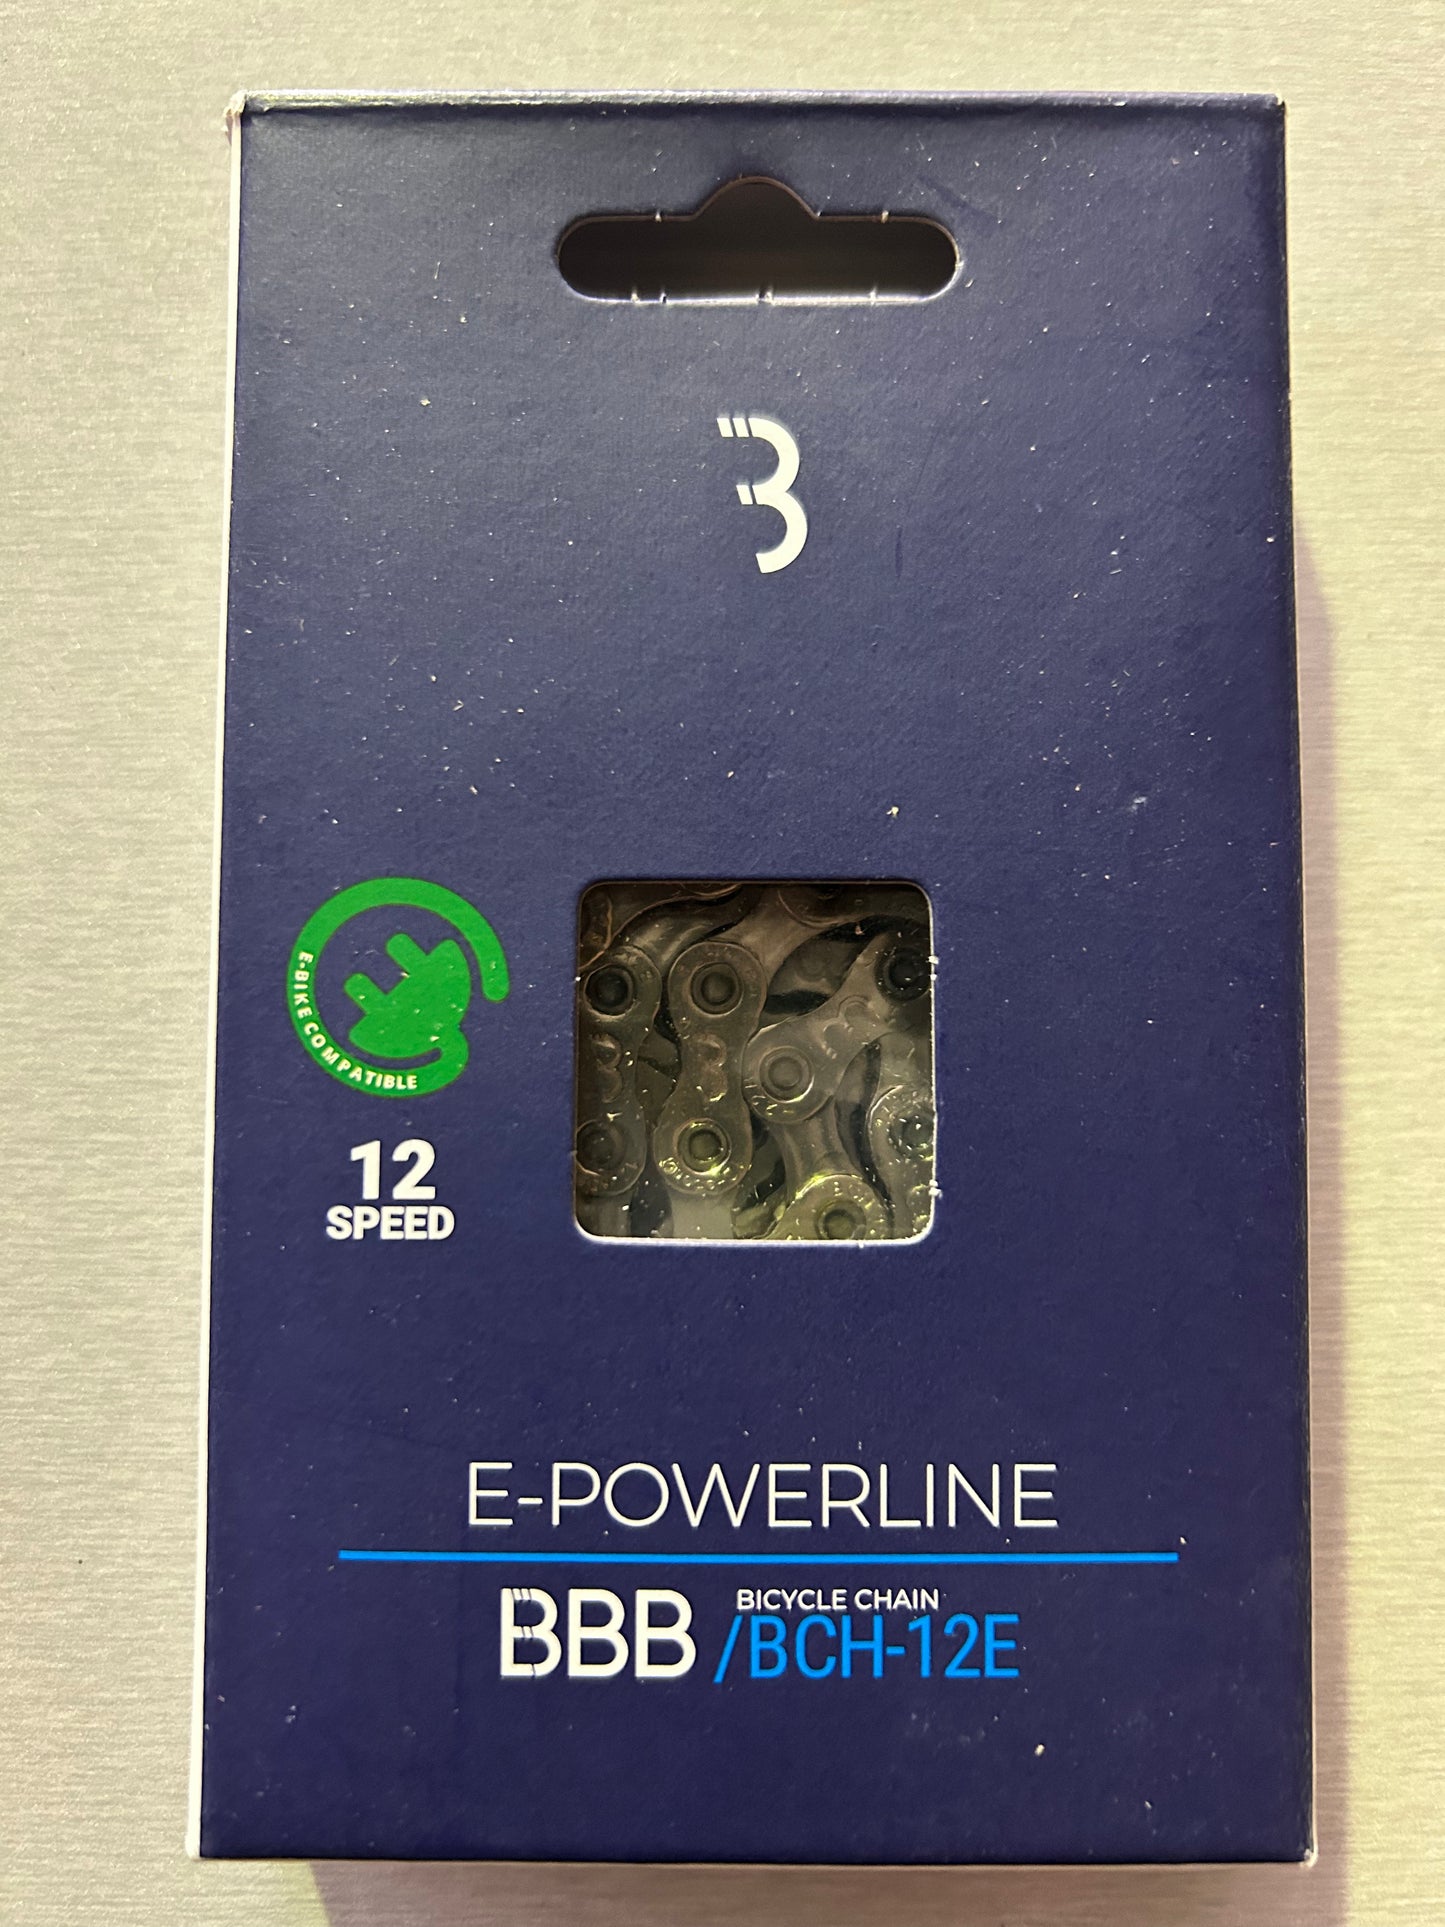 E-BIKE COMPATIBLE
12
SPEED
E-POWERLINE
BBB
BICYCLE CHAIN
/BCH-12E